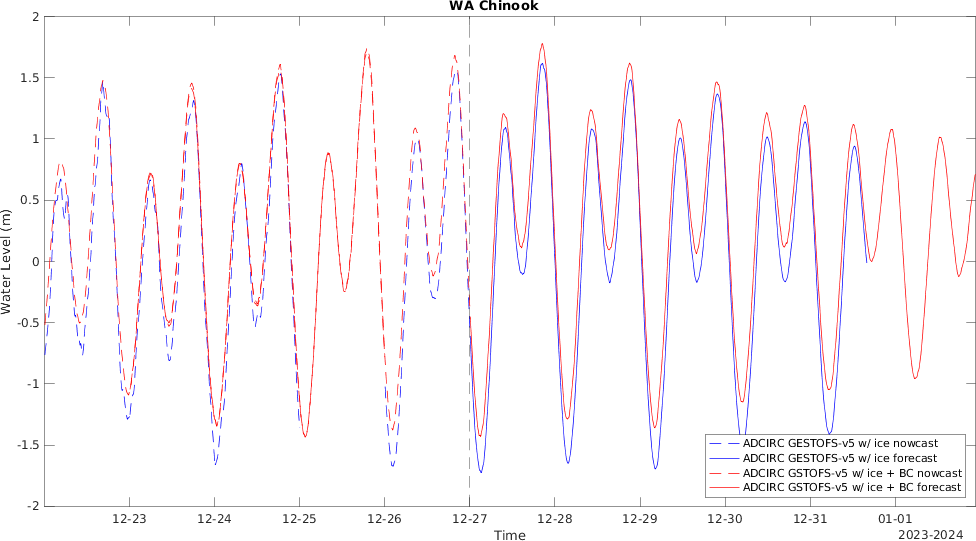 WA Chinook
Water Level (m)
2
1.5
1
0.5
0
-0.5
-1
-1.5
-2
12-23 12-24 12-25 12-26 12-27 12-28 12-29 12-30 12-31 01-01
Time
2023-2024
ADCIRC GESTOFS-v5 w/ ice nowcast
ADCIRC GESTOFS-v5 w/ ice forecast
ADCIRC GSTOFS-v5 w/ ice + BC nowcast
ADCIRC GSTOFS-v5 w/ ice + BC forecast